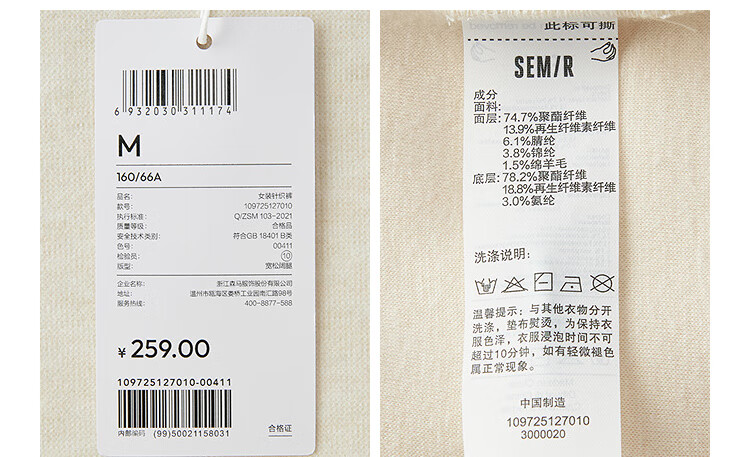 6 932030 311174
M
160/66A
品名: 女装针织裤
款号: 109725127010
执行标准: Q/ZSM 103-2021
质量等级: 合格品
安全技术类别: 符合GB 18401 B类
色号: 00411
检验员: 10
版型: 宽松阔腿
企业名称: 浙江森马服饰股份有限公司
地址: 温州市瓯海区娄桥工业园南汇路98号
服务热线: 400-8877-588
¥ 259.00
109725127010-00411
内部编码 (99)50021158031
合格证
此标可撕
SEM/R
成分
面料:
面层: 74.7%聚酯纤维
13.9%再生纤维素纤维
6.1%腈纶
3.8%锦纶
1.5%绵羊毛
底层: 78.2%聚酯纤维
18.8%再生纤维素纤维
3.0%氨纶
洗涤说明:
温馨提示: 与其他衣物分开
洗涤, 垫布熨烫, 为保持衣
服色泽, 衣服浸泡时间不可
超过10分钟, 如有轻微褪色
属正常现象。
中国制造
109725127010
3000020